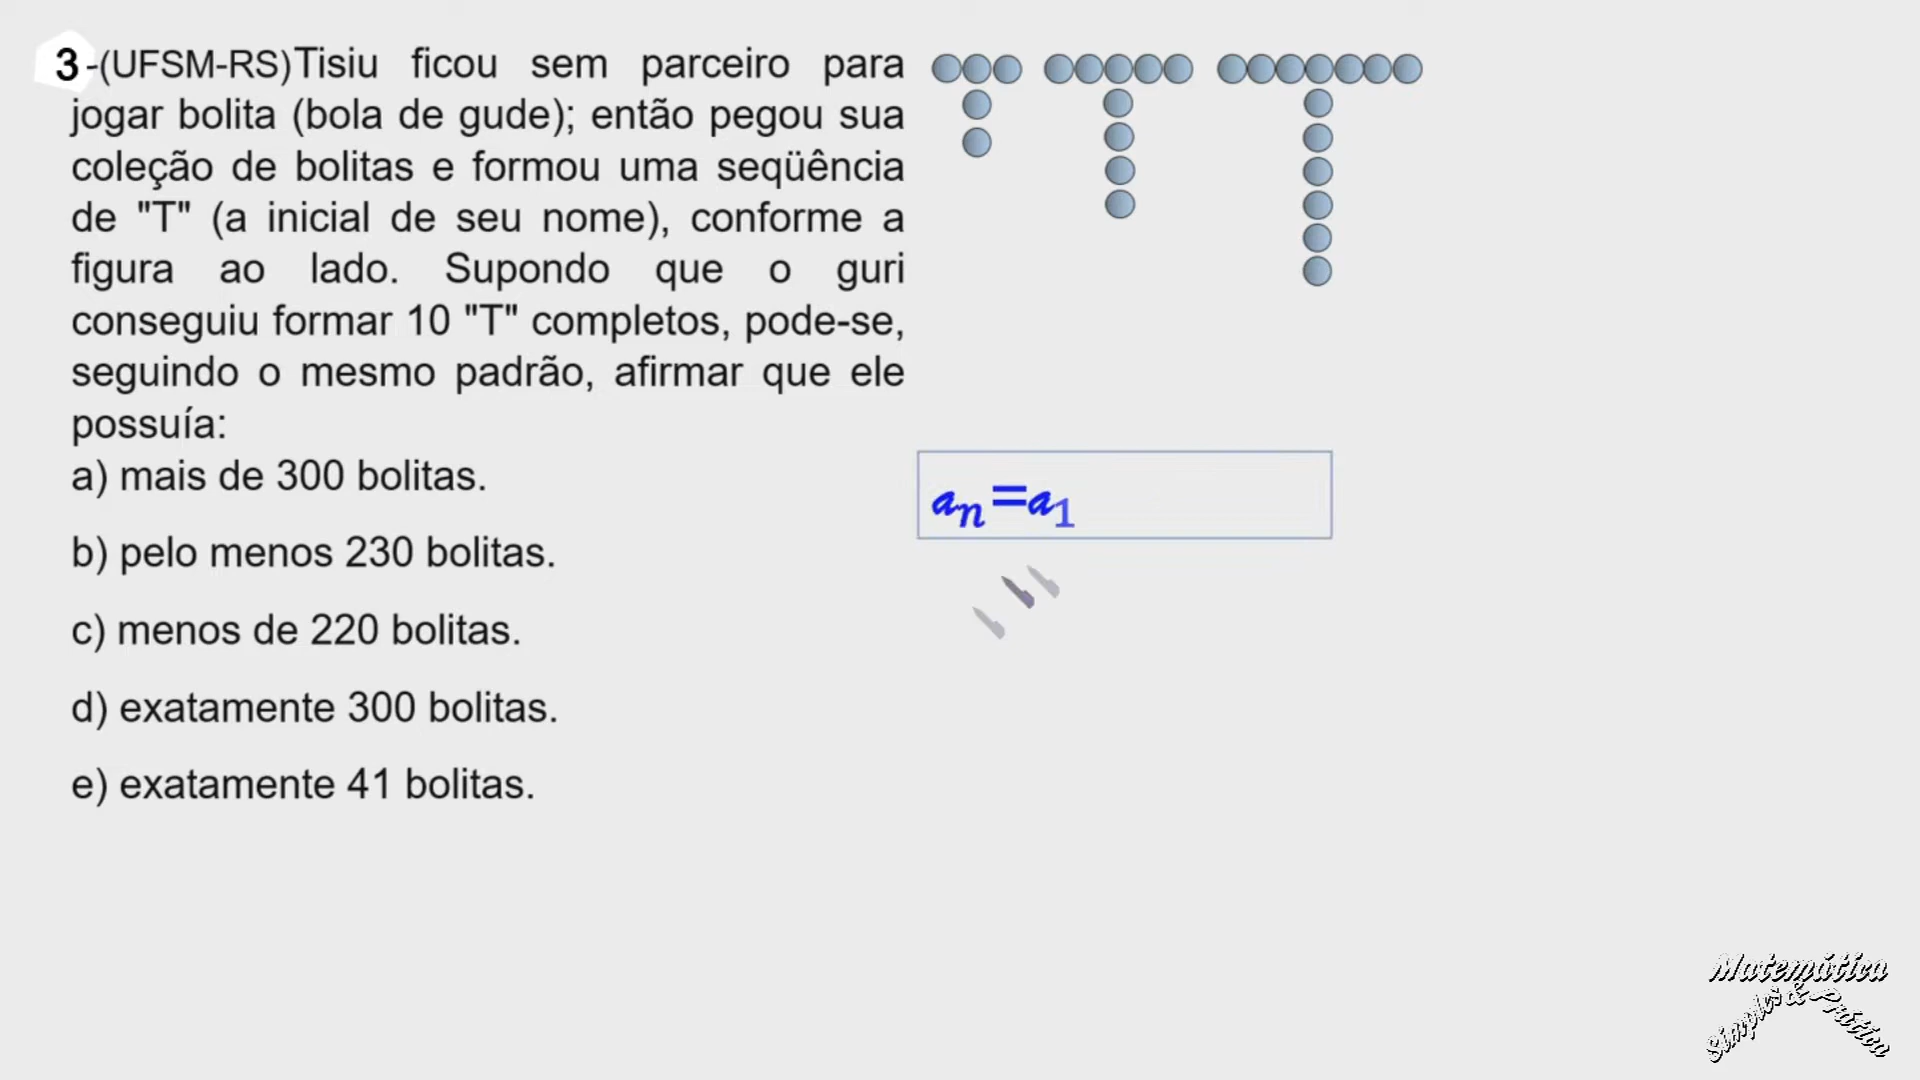 3-(UFSM-RS)Tisiu ficou sem parceiro para
jogar bolita (bola de gude); então pegou sua
coleção de bolitas e formou uma seqüência
de "T" (a inicial de seu nome), conforme a
figura ao lado. Supondo que o guri
conseguiu formar 10 "T" completos, pode-se,
seguindo o mesmo padrão, afirmar que ele
possuía:
a) mais de 300 bolitas.
b) pelo menos 230 bolitas.
c) menos de 220 bolitas.
d) exatamente 300 bolitas.
e) exatamente 41 bolitas.
aₙ=a₁
Matemática
Simples & Prática